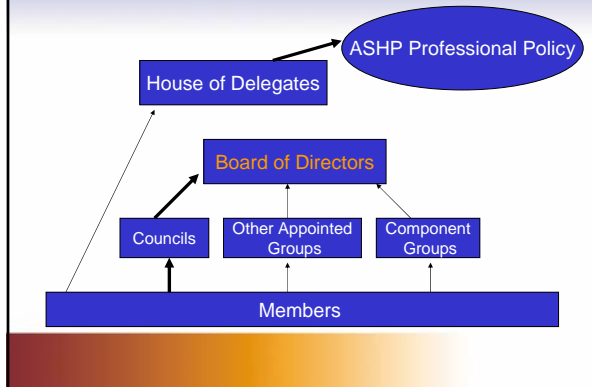 ASHP Professional Policy
House of Delegates
Board of Directors
Councils
Other Appointed
Groups
Component
Groups
Members